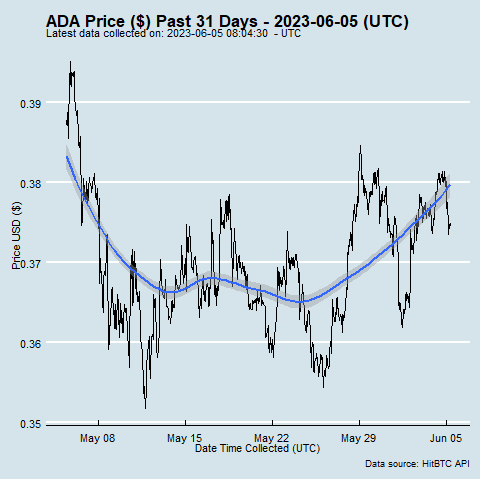 ADA Price ($) Past 31 Days - 2023-06-05 (UTC)
Latest data collected on: 2023-06-05 08:04:30  - UTC
0.39
0.38
0.37
0.36
0.35
Price USD ($)
May 08
May 15
May 22
May 29
Jun 05
Date Time Collected (UTC)
Data source: HitBTC API